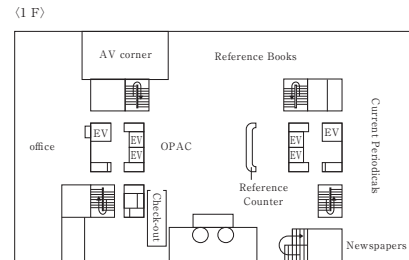 〈1 F〉
AV corner
Reference Books
EV
EV
EV
EV
EV
EV
office
OPAC
Current Periodicals
Reference
Counter
Check-out
Newspapers